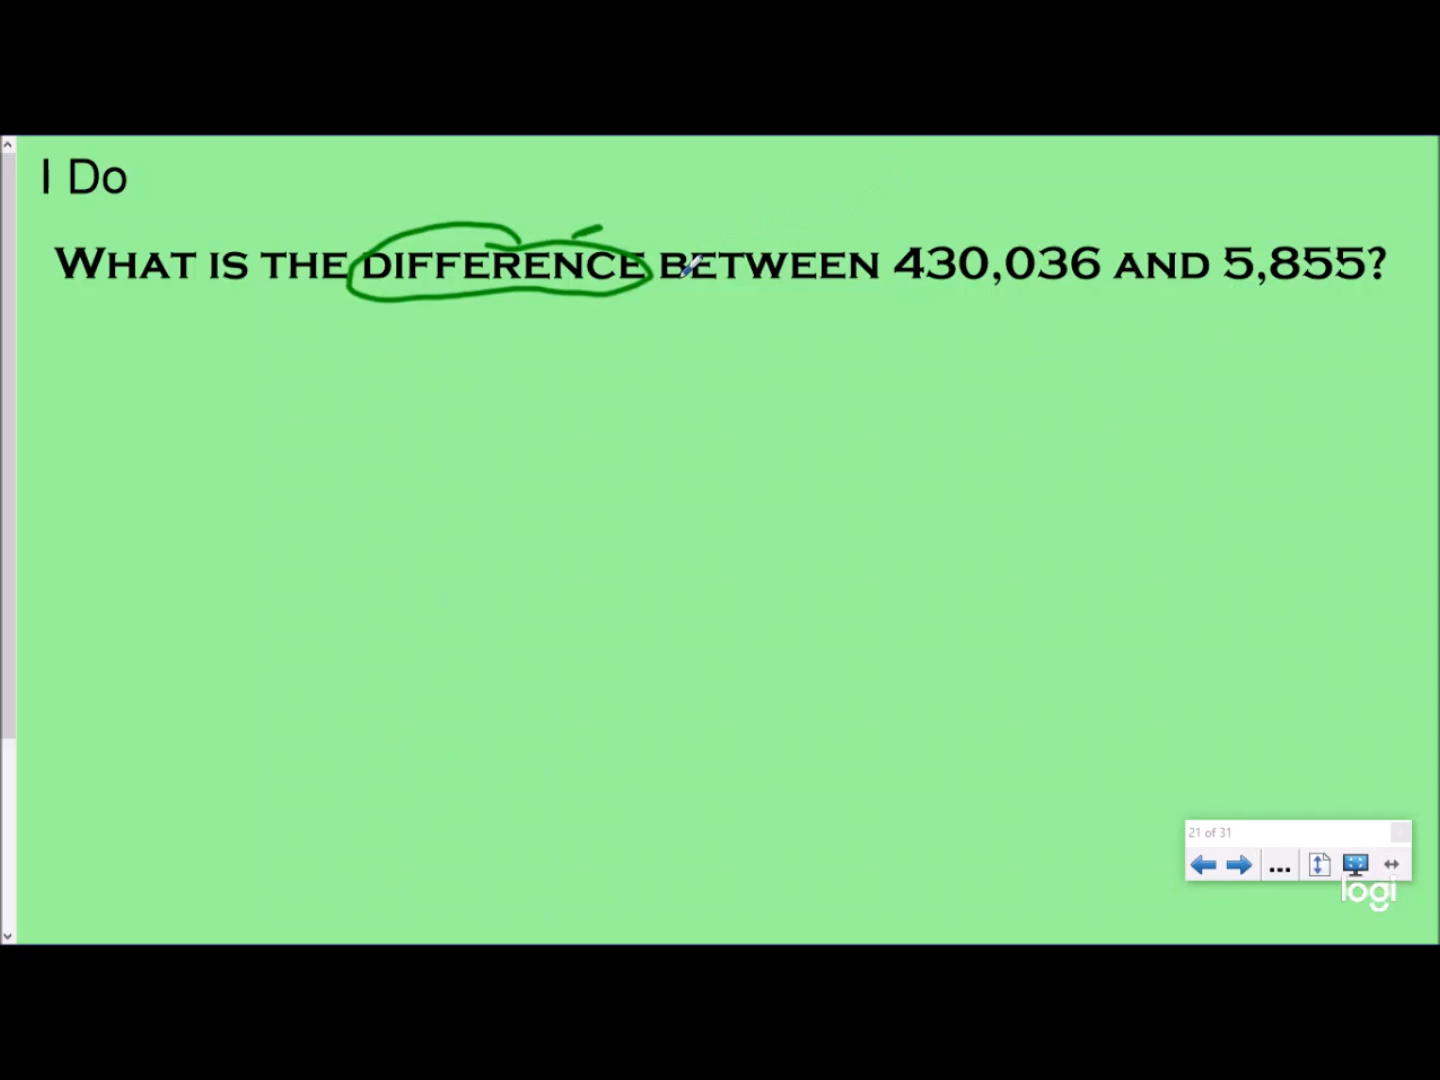 I Do
What is the difference between 430,036 and 5,855?
21 of 31
...
logi